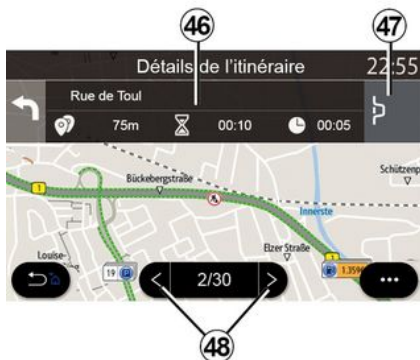 46
47
Détails de l'itinéraire
22:55
Rue de Toul
75m
00:10
00:05
Schützenp
1
Bückebergstraße
Innerste
Elzer Straße
1
Louise-
19
2/30
1.359
48